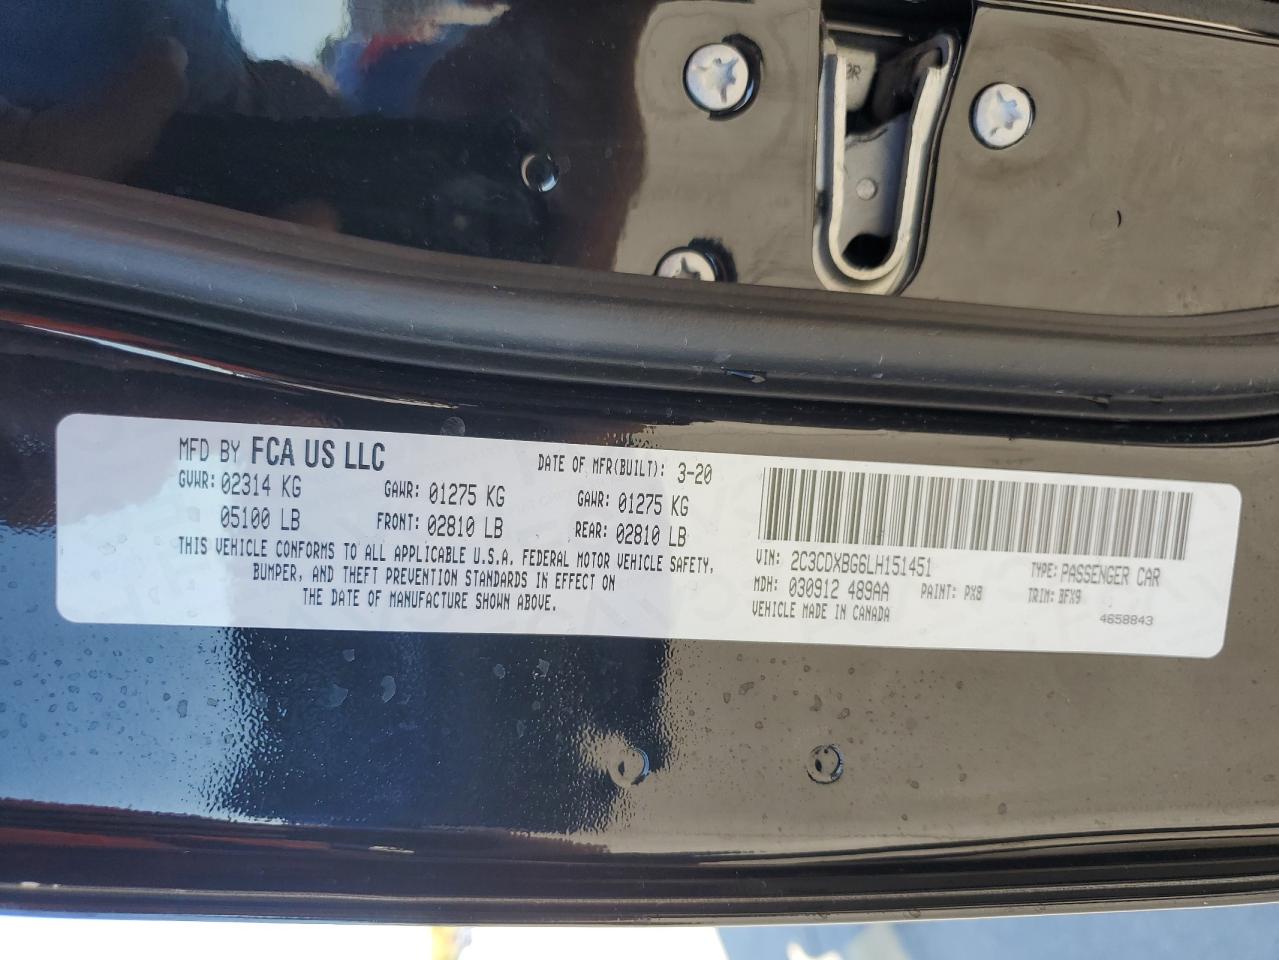 MFD BY FCA US LLC
DATE OF MFR(BUILT): 3-20
GVWR: 02314 KG GAWR: 01275 KG GAWR: 01275 KG
05100 LB FRONT: 02810 LB REAR: 02810 LB
THIS VEHICLE CONFORMS TO ALL APPLICABLE U.S.A. FEDERAL MOTOR VEHICLE SAFETY,
BUMPER, AND THEFT PREVENTION STANDARDS IN EFFECT ON
THE DATE OF MANUFACTURE SHOWN ABOVE.
VIN: 2C3CDXBG6LH151451 TYPE: PASSENGER CAR
MDH: 030912 489AA PAINT: PX8 TRIM: BFX9
VEHICLE MADE IN CANADA 4658843